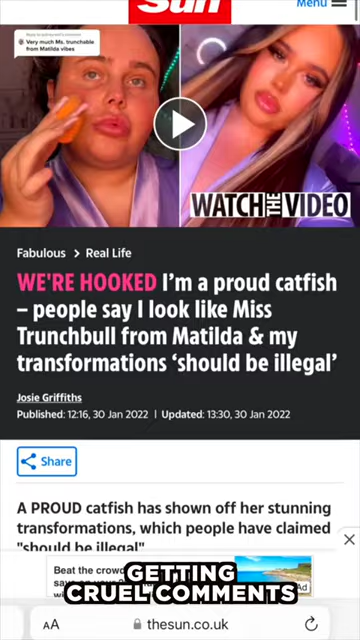 Sun
Menu
Very much Ms. trunchable
from Matilda vibes
WATCH THE VIDEO
Fabulous > Real Life
WE'RE HOOKED I'm a proud catfish
– people say I look like Miss
Trunchbull from Matilda & my
transformations ‘should be illegal’
Josie Griffiths
Published: 12:16, 30 Jan 2022 | Updated: 13:30, 30 Jan 2022
Share
A PROUD catfish has shown off her stunning
transformations, which people have claimed
"should be illegal"
Beat the crowd
Ad
GETTING
CRUEL COMMENTS
AA
thesun.co.uk